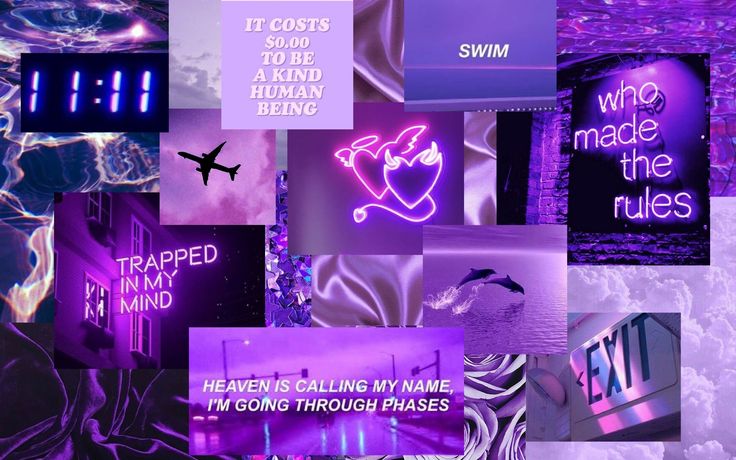 IT COSTS
$0.00
TO BE
A KIND
HUMAN
BEING
SWIM
11:11
who
made
the
rules
TRAPPED
IN MY
MIND
EXIT
HEAVEN IS CALLING MY NAME,
I'M GOING THROUGH PHASES